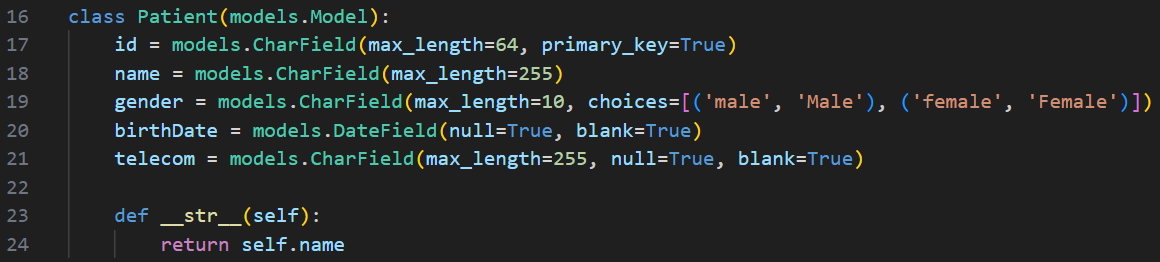 16 class Patient(models.Model):
17     id = models.CharField(max_length=64, primary_key=True)
18     name = models.CharField(max_length=255)
19     gender = models.CharField(max_length=10, choices=[('male', 'Male'), ('female', 'Female')])
20     birthDate = models.DateField(null=True, blank=True)
21     telecom = models.CharField(max_length=255, null=True, blank=True)
22
23     def __str__(self):
24         return self.name